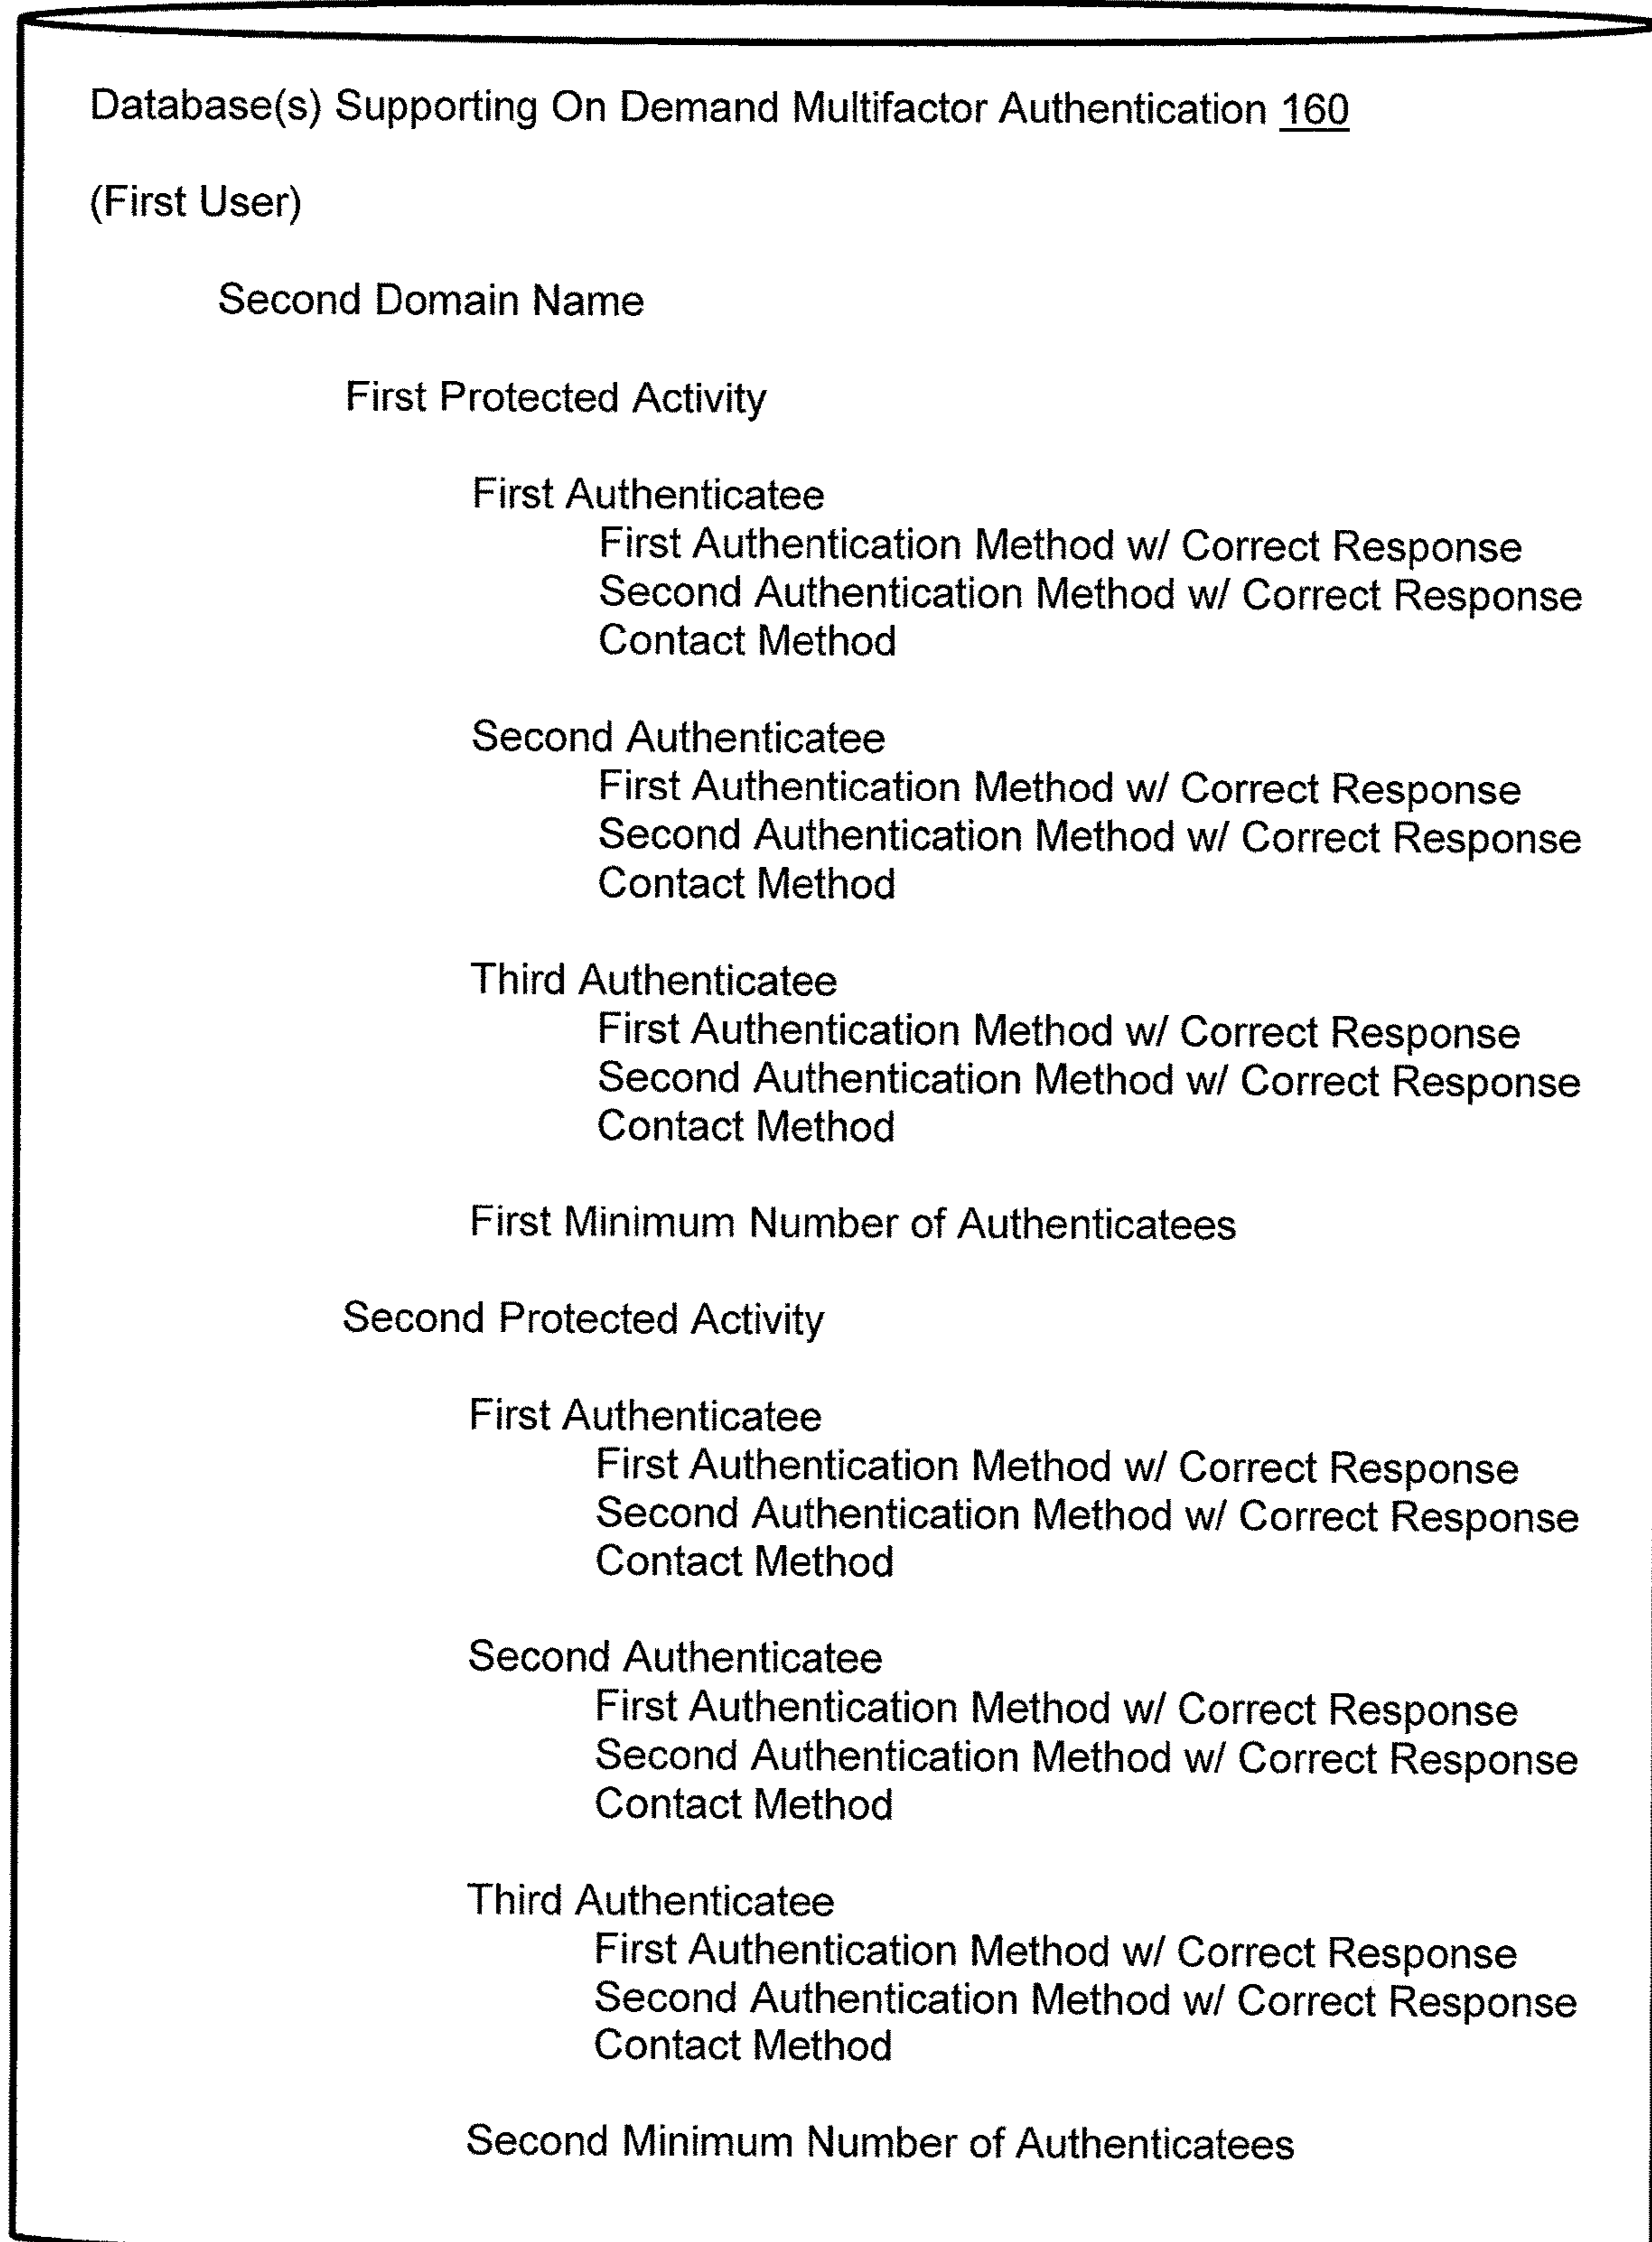 Database(s) Supporting On Demand Multifactor Authentication 160
(First User)
Second Domain Name
First Protected Activity
First Authenticatee
First Authentication Method w/ Correct Response
Second Authentication Method w/ Correct Response
Contact Method
Second Authenticatee
First Authentication Method w/ Correct Response
Second Authentication Method w/ Correct Response
Contact Method
Third Authenticatee
First Authentication Method w/ Correct Response
Second Authentication Method w/ Correct Response
Contact Method
First Minimum Number of Authenticatees
Second Protected Activity
First Authenticatee
First Authentication Method w/ Correct Response
Second Authentication Method w/ Correct Response
Contact Method
Second Authenticatee
First Authentication Method w/ Correct Response
Second Authentication Method w/ Correct Response
Contact Method
Third Authenticatee
First Authentication Method w/ Correct Response
Second Authentication Method w/ Correct Response
Contact Method
Second Minimum Number of Authenticatees